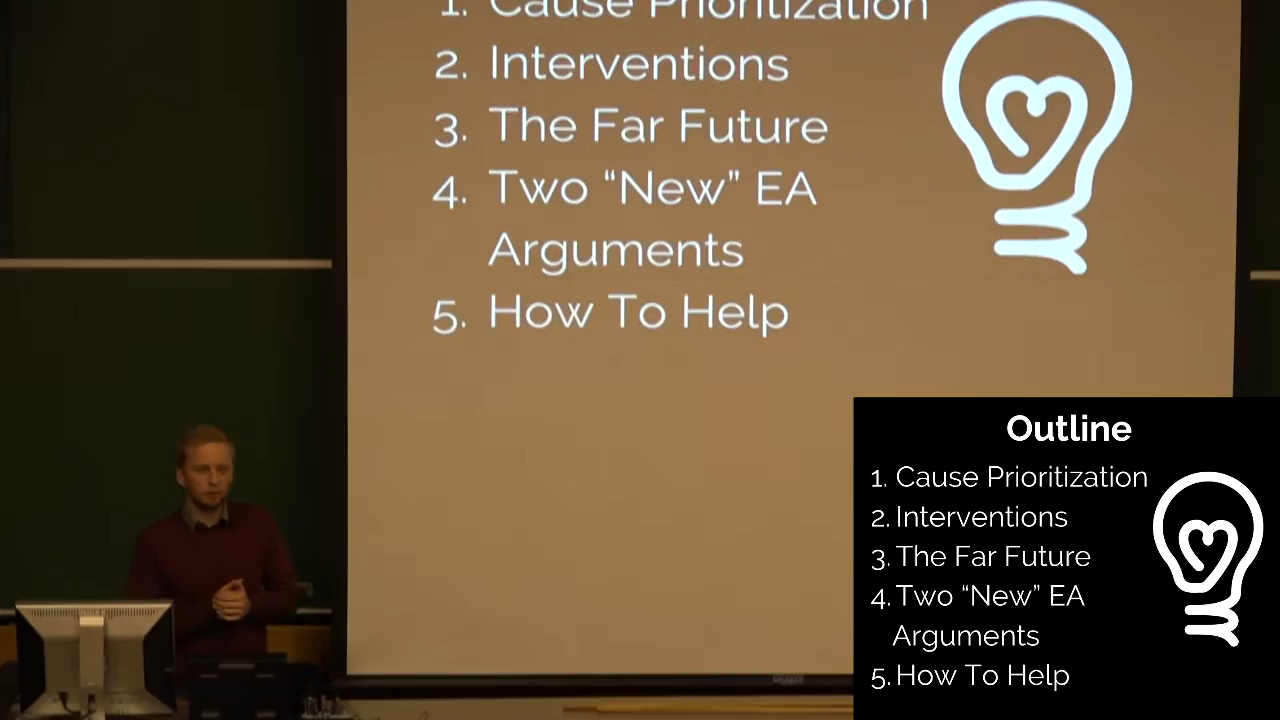 1. Cause Prioritization
2. Interventions
3. The Far Future
4. Two “New” EA
Arguments
5. How To Help
Outline
1. Cause Prioritization
2. Interventions
3. The Far Future
4. Two “New” EA
Arguments
5. How To Help